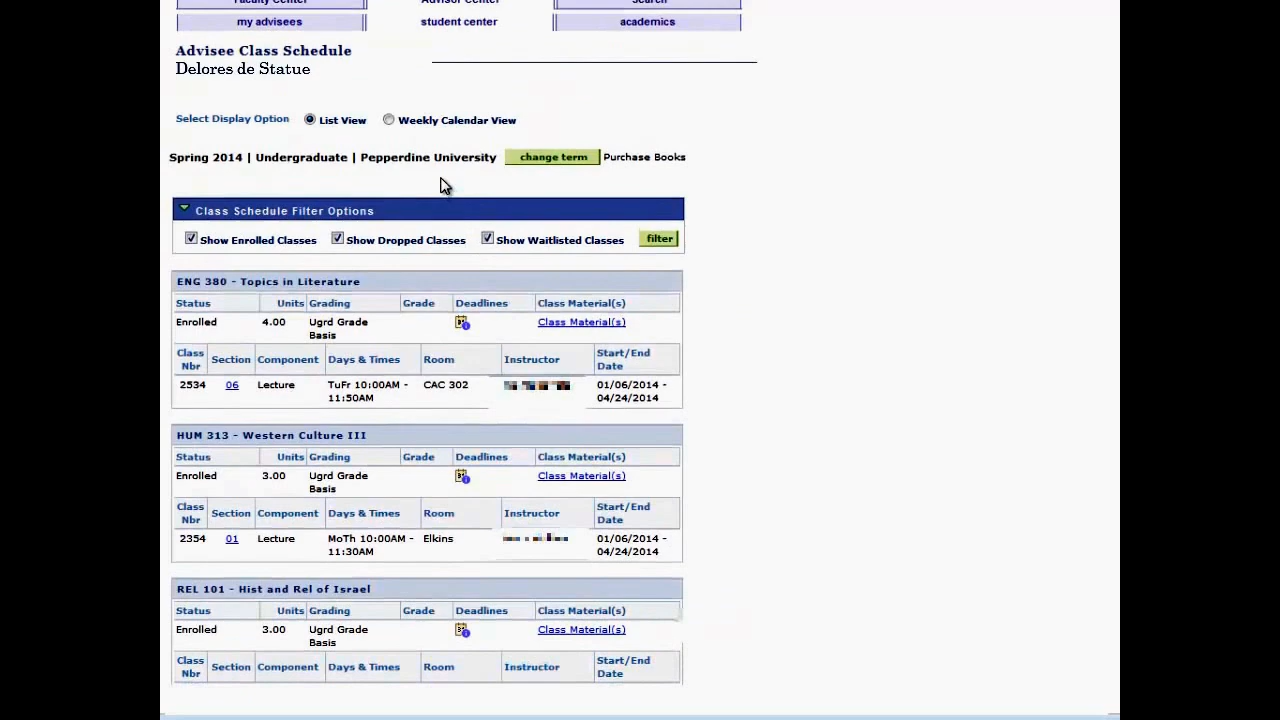 Faculty Center Advisor Center Search
my advisees student center academics
Advisee Class Schedule
Delores de Statue
Select Display Option List View Weekly Calendar View
Spring 2014 | Undergraduate | Pepperdine University change term Purchase Books
Class Schedule Filter Options
Show Enrolled Classes Show Dropped Classes Show Waitlisted Classes filter
ENG 380 - Topics in Literature
Status Units Grading Grade Deadlines Class Material(s)
Enrolled 4.00 Ugrd Grade Class Material(s)
Basis
Class Section Component Days & Times Room Instructor Start/End
Nbr Date
2534 06 Lecture TuFr 10:00AM - CAC 302 01/06/2014 -
11:50AM 04/24/2014
HUM 313 - Western Culture III
Status Units Grading Grade Deadlines Class Material(s)
Enrolled 3.00 Ugrd Grade Class Material(s)
Basis
Class Section Component Days & Times Room Instructor Start/End
Nbr Date
2354 01 Lecture MoTh 10:00AM - Elkins 01/06/2014 -
11:30AM 04/24/2014
REL 101 - Hist and Rel of Israel
Status Units Grading Grade Deadlines Class Material(s)
Enrolled 3.00 Ugrd Grade Class Material(s)
Basis
Class Section Component Days & Times Room Instructor Start/End
Nbr Date